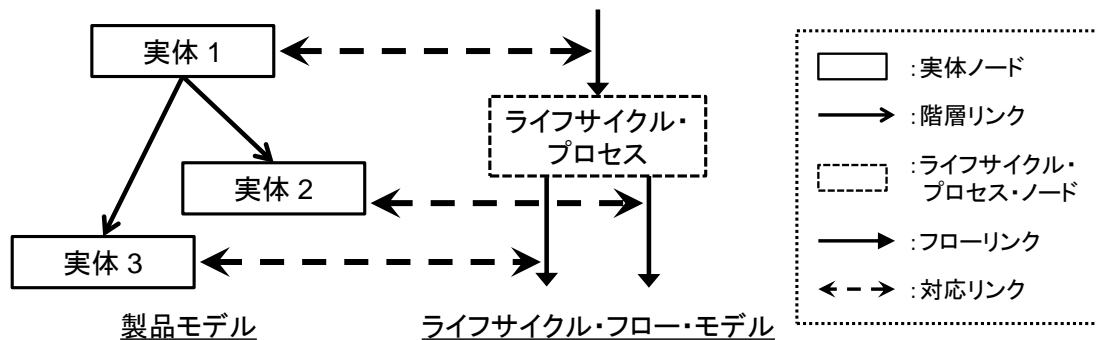 実体 1
実体 2
実体 3
製品モデル
ライフサイクル・
プロセス
ライフサイクル・フロー・モデル
:実体ノード
:階層リンク
:ライフサイクル・
プロセス・ノード
:フローリンク
:対応リンク